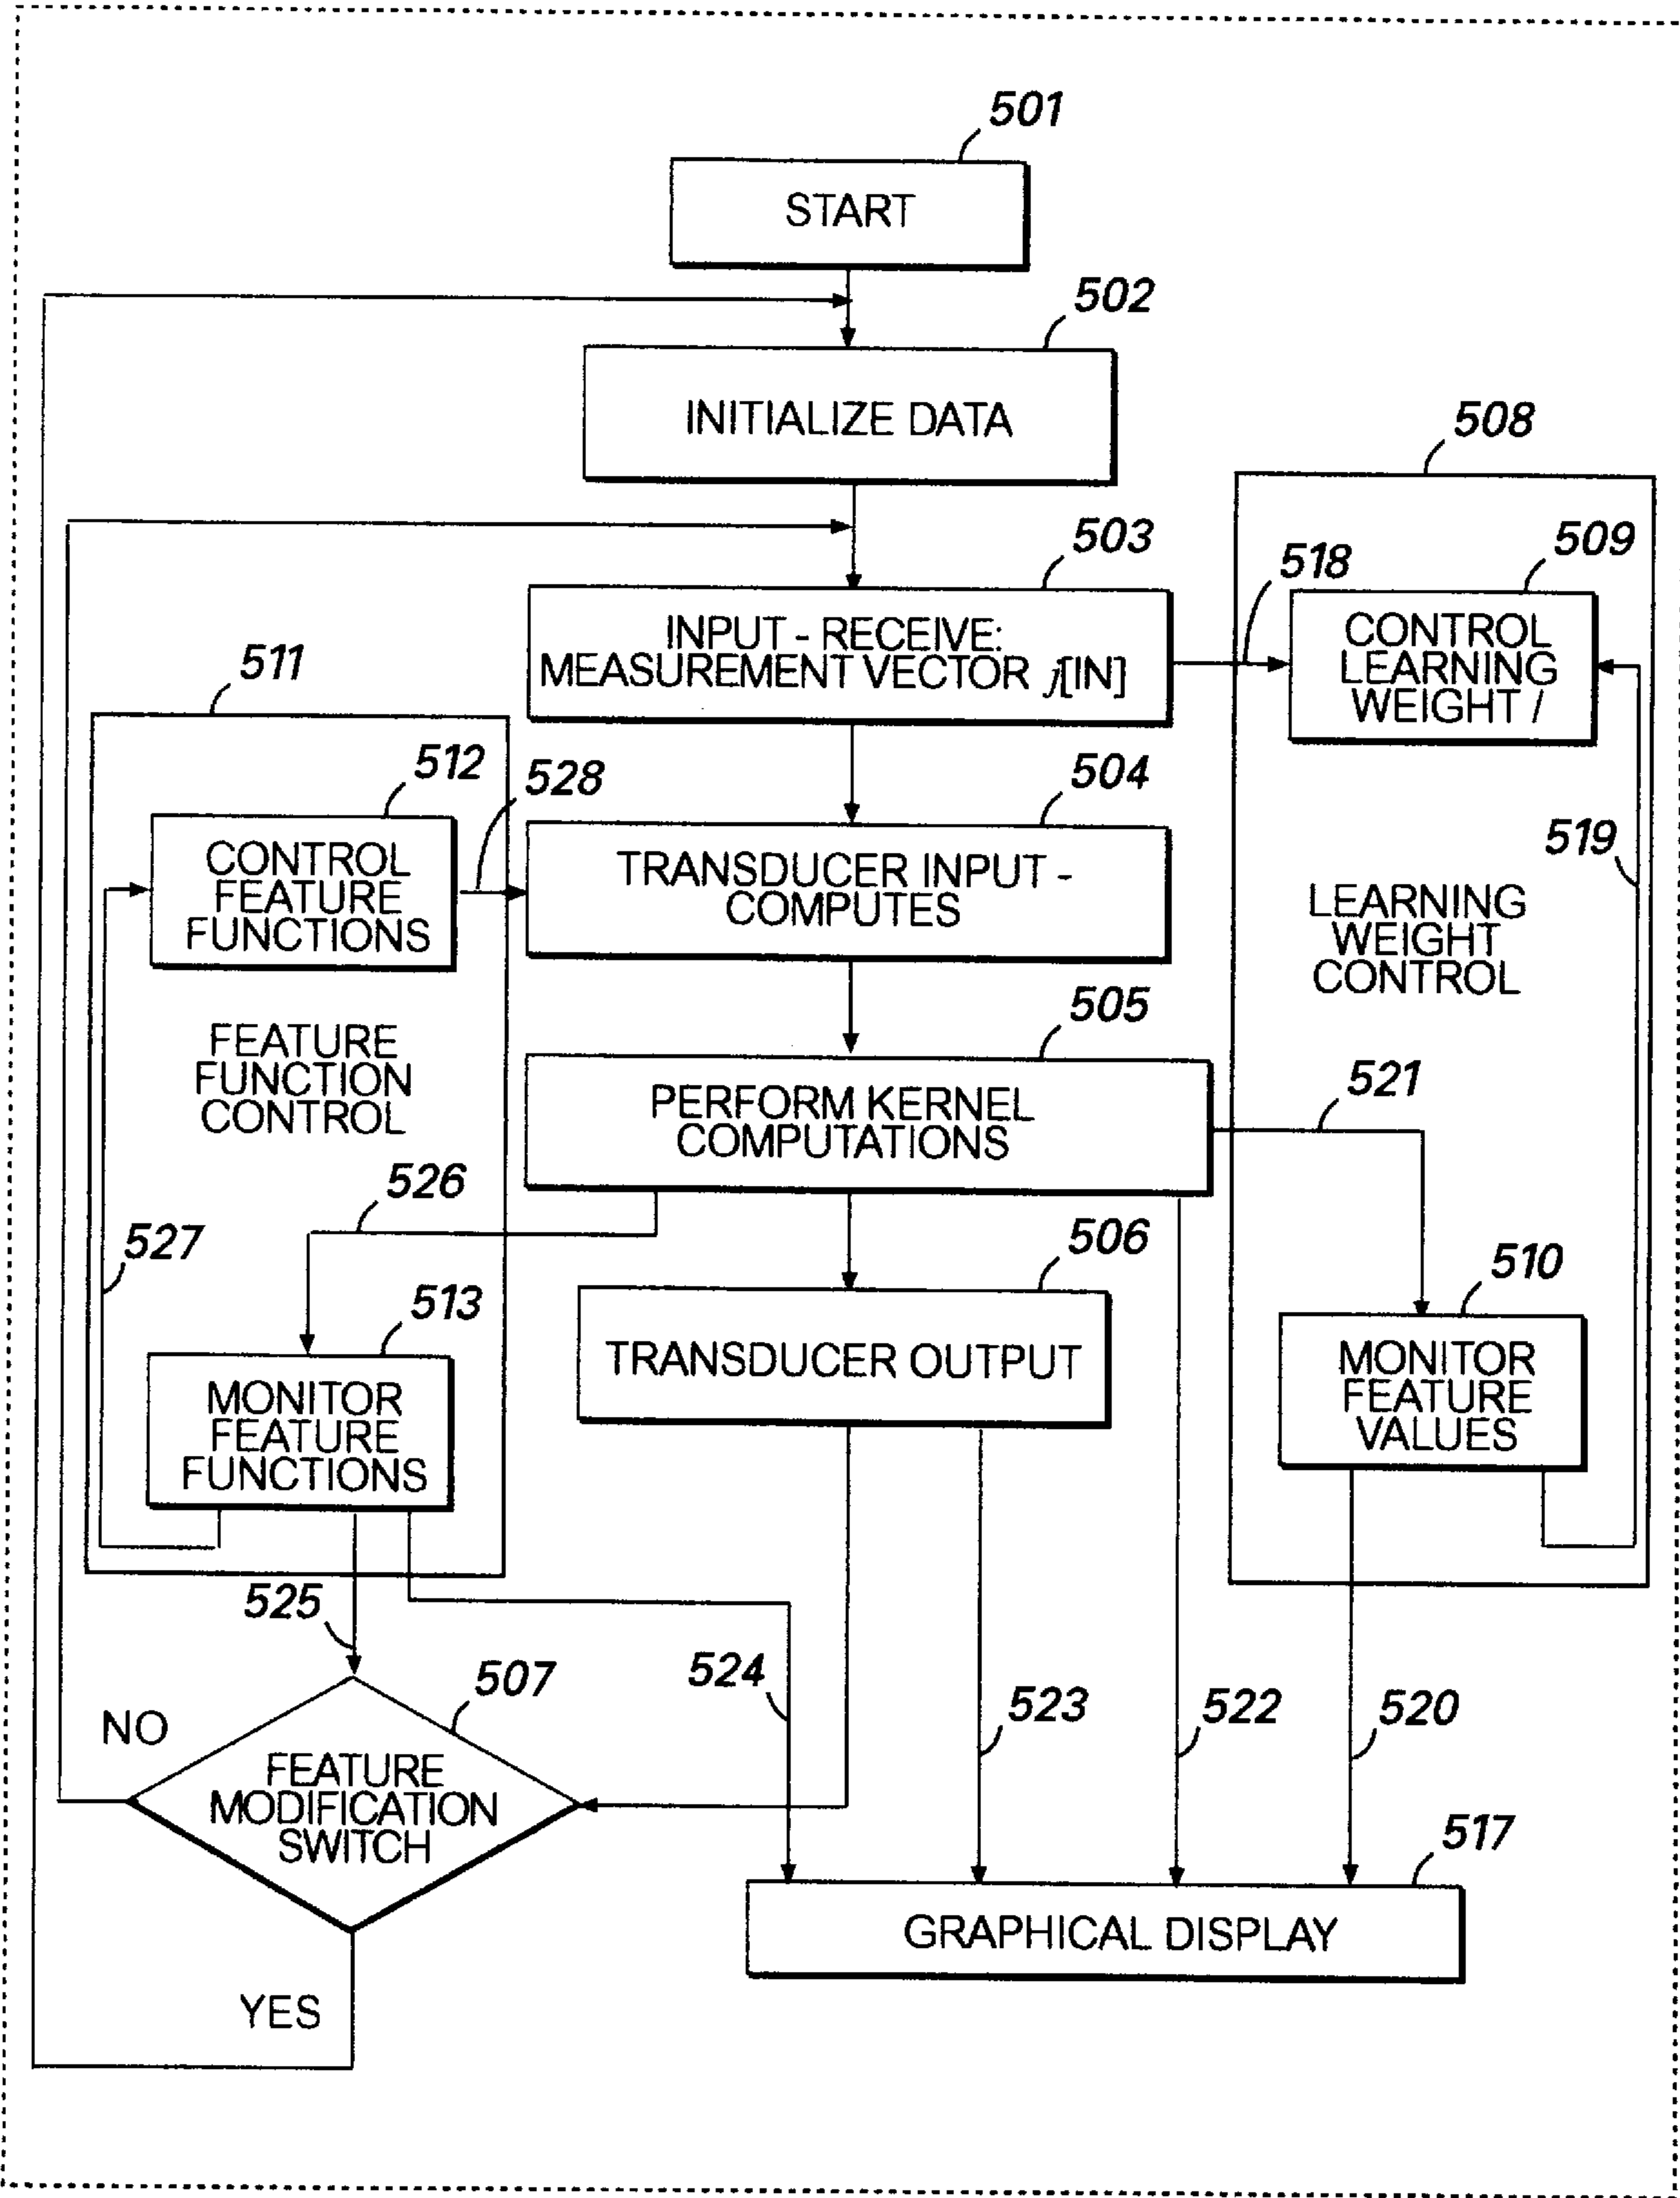 501
START
502
INITIALIZE DATA
508
503
509
518
INPUT - RECEIVE:
MEASUREMENT VECTOR j[IN]
CONTROL
LEARNING
WEIGHT l
511
512
528
504
519
CONTROL
FEATURE
FUNCTIONS
TRANSDUCER INPUT -
COMPUTES
LEARNING
WEIGHT
CONTROL
505
FEATURE
FUNCTION
CONTROL
PERFORM KERNEL
COMPUTATIONS
521
526
527
506
510
513
TRANSDUCER OUTPUT
MONITOR
FEATURE
VALUES
MONITOR
FEATURE
FUNCTIONS
525
507
524
523
522
520
NO
FEATURE
MODIFICATION
SWITCH
517
GRAPHICAL DISPLAY
YES